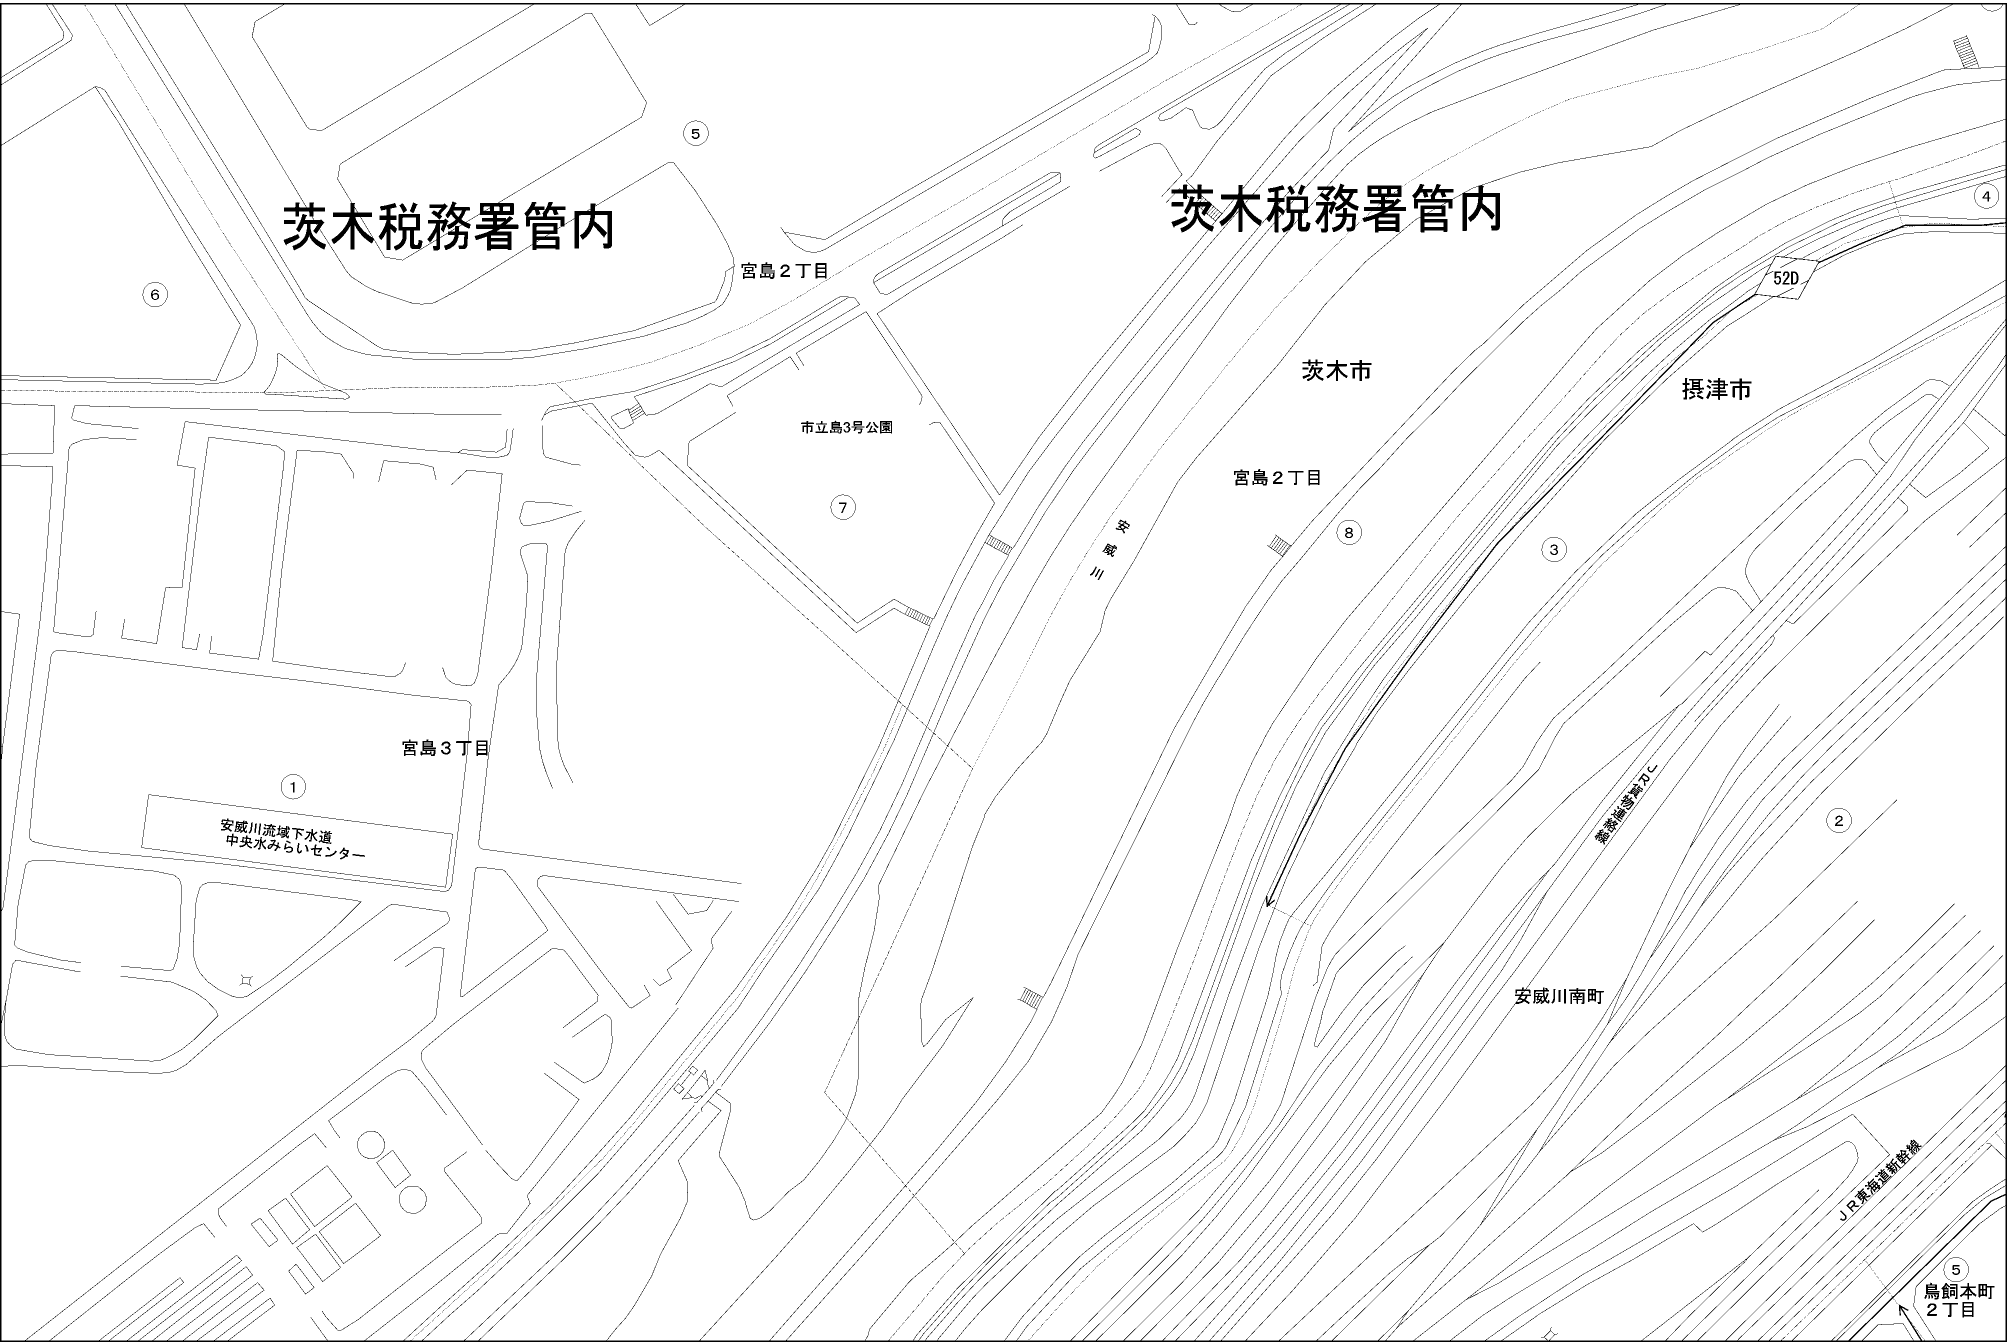 5
4
茨木税務署管内
茨木税務署管内
宮島2丁目
52D
6
茨木市
摂津市
市立島3号公園
宮島2丁目
7
安威川
8
3
宮島3丁目
1
JR貨物連絡線
2
安威川流域下水道
中央水みらいセンター
安威川南町
JR東海道新幹線
5
鳥飼本町
2丁目